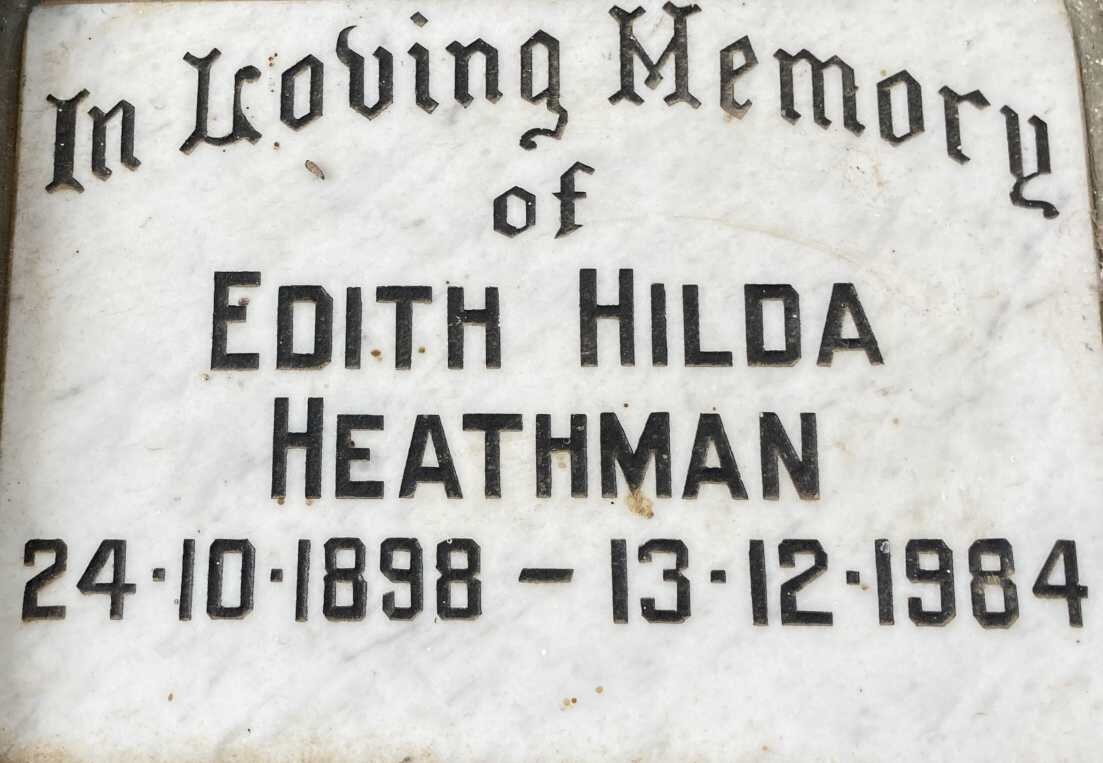 In Loving Memory
of
EDITH HILDA
HEATHMAN
24·10·1898 – 13·12·1984